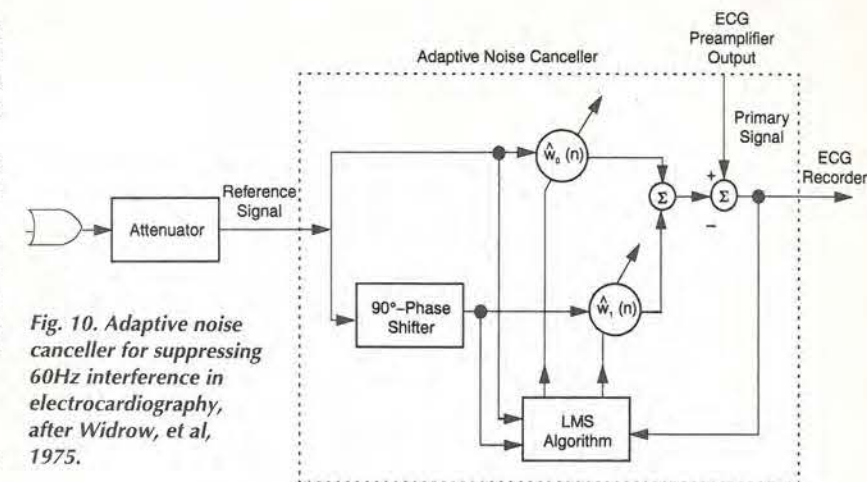 ECG
Preamplifier
Output
Adaptive Noise Canceller
Primary
Signal
ECG
Recorder
+
Σ
Σ
−
ŵ₀ (n)
Reference
Signal
Attenuator
90°–Phase
Shifter
ŵ₁ (n)
LMS
Algorithm
Fig. 10. Adaptive noise
canceller for suppressing
60Hz interference in
electrocardiography,
after Widrow, et al,
1975.